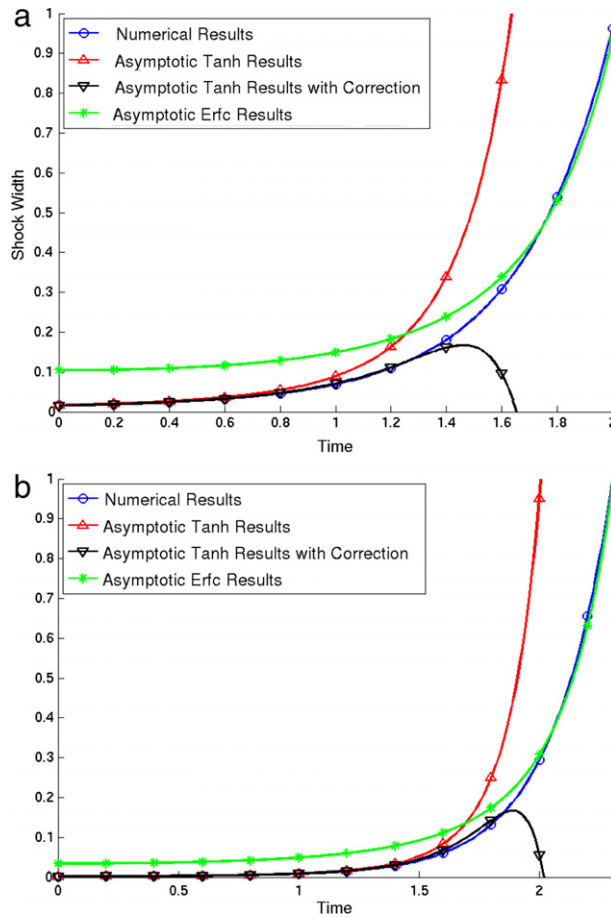 a
1
0.9
0.8
0.7
0.6
0.5
0.4
0.3
0.2
0.1
0
Shock Width
Numerical Results
Asymptotic Tanh Results
Asymptotic Tanh Results with Correction
Asymptotic Erfc Results
0 0.2 0.4 0.6 0.8 1 1.2 1.4 1.6 1.8 2
Time
b
1
0.9
0.8
0.7
0.6
0.5
0.4
0.3
0.2
0.1
0
Numerical Results
Asymptotic Tanh Results
Asymptotic Tanh Results with Correction
Asymptotic Erfc Results
0 0.5 1 1.5 2
Time